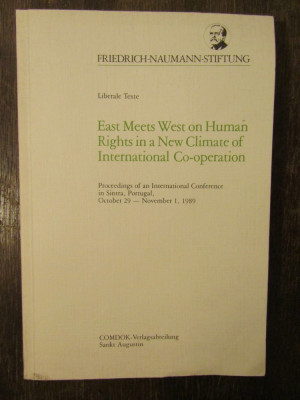 FRIEDRICH-NAUMANN-STIFTUNG
Liberale Texte
East Meets West on Human
Rights in a New Climate of
International Co-operation
Proceedings of an International Conference
in Sintra, Portugal,
October 29 — November 1, 1989
COMDOK-Verlagsabteilung
Sankt Augustin